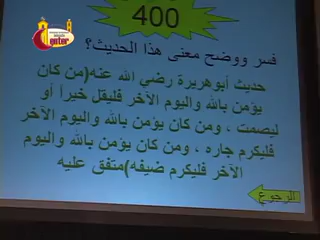 enter
400
فسر ووضح معنى هذا الحديث؟
حديث أبوهريرة رضي الله عنه(من كان
يؤمن بالله واليوم الآخر فليقل خيراً أو
ليصمت ، ومن كان يؤمن بالله واليوم الآخر
فليكرم جاره ، ومن كان يؤمن بالله واليوم
الآخر فليكرم ضيفه)متفق عليه
الرجوع